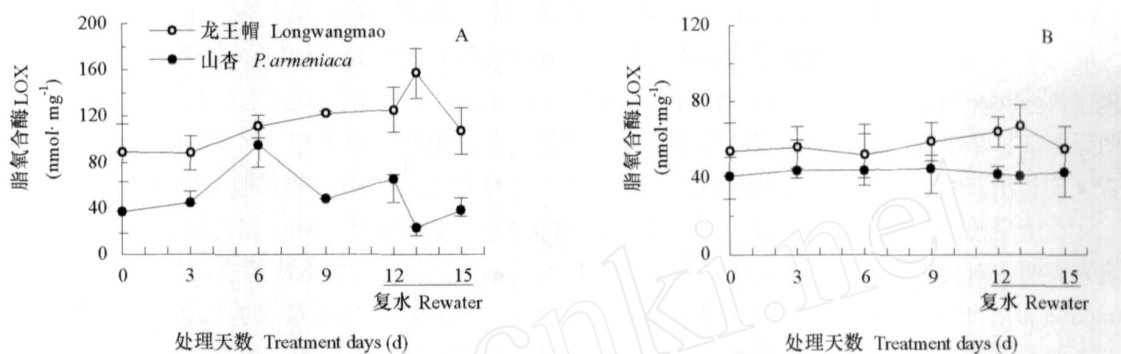 脂氧合酶LOX
(nmol· mg⁻¹)
200
160
120
80
40
0
龙王帽 Longwangmao
山杏 P.armeniaca
A
0 3 6 9 12 15
复水 Rewater
处理天数 Treatment days (d)
脂氧合酶LOX
(nmol· mg⁻¹)
120
80
40
0
B
0 3 6 9 12 15
复水 Rewater
处理天数 Treatment days (d)
cnki.net